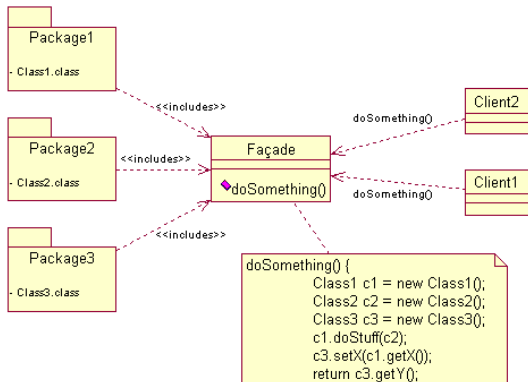 Package1
- Class1.class
<<includes>>
Package2
- Class2.class
<<includes>>
Package3
- Class3.class
<<includes>>
Façade
doSomething()
Client2
doSomething()
Client1
doSomething()
doSomething() {
Class1 c1 = new Class1();
Class2 c2 = new Class2();
Class3 c3 = new Class3();
c1.doStuff(c2);
c3.setX(c1.getX());
return c3.getY();